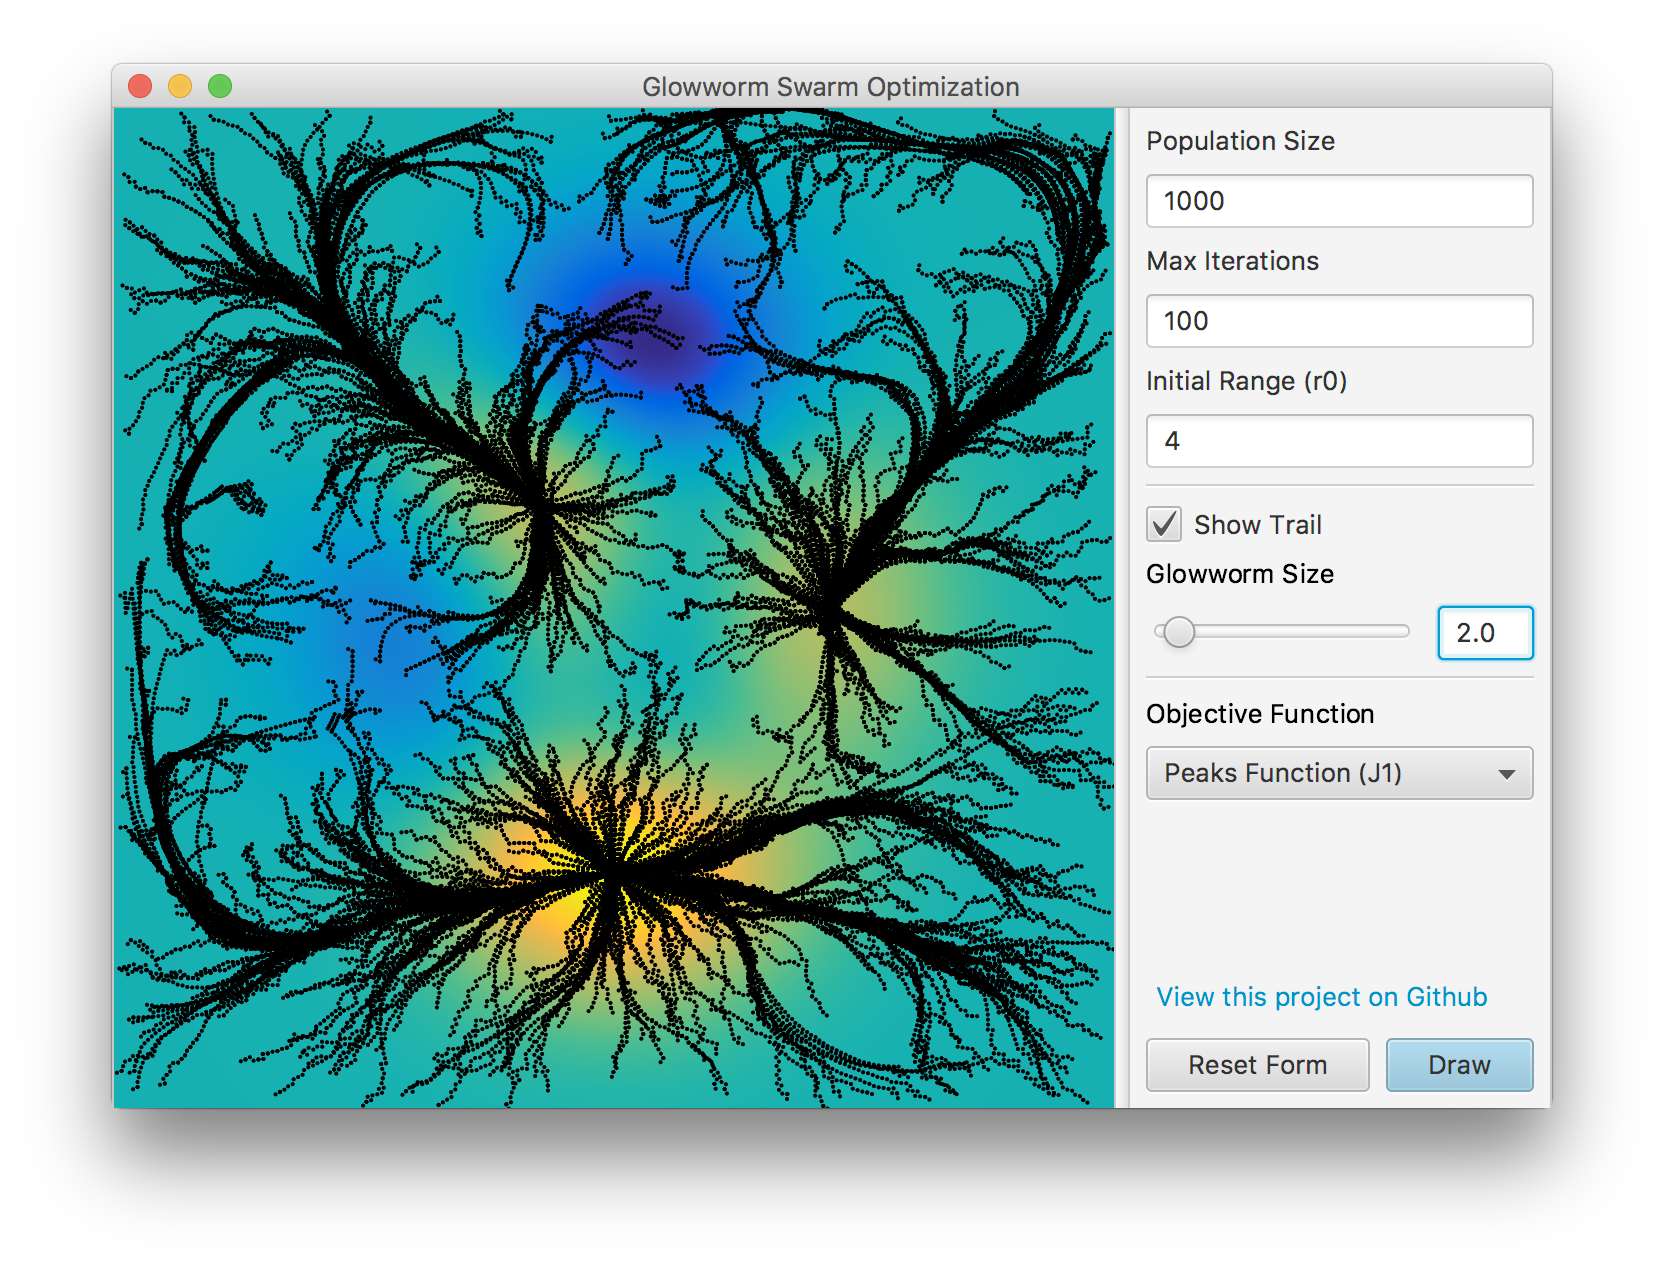 Glowworm Swarm Optimization
Population Size
1000
Max Iterations
100
Initial Range (r0)
4
Show Trail
Glowworm Size
2.0
Objective Function
Peaks Function (J1)
View this project on Github
Reset Form
Draw